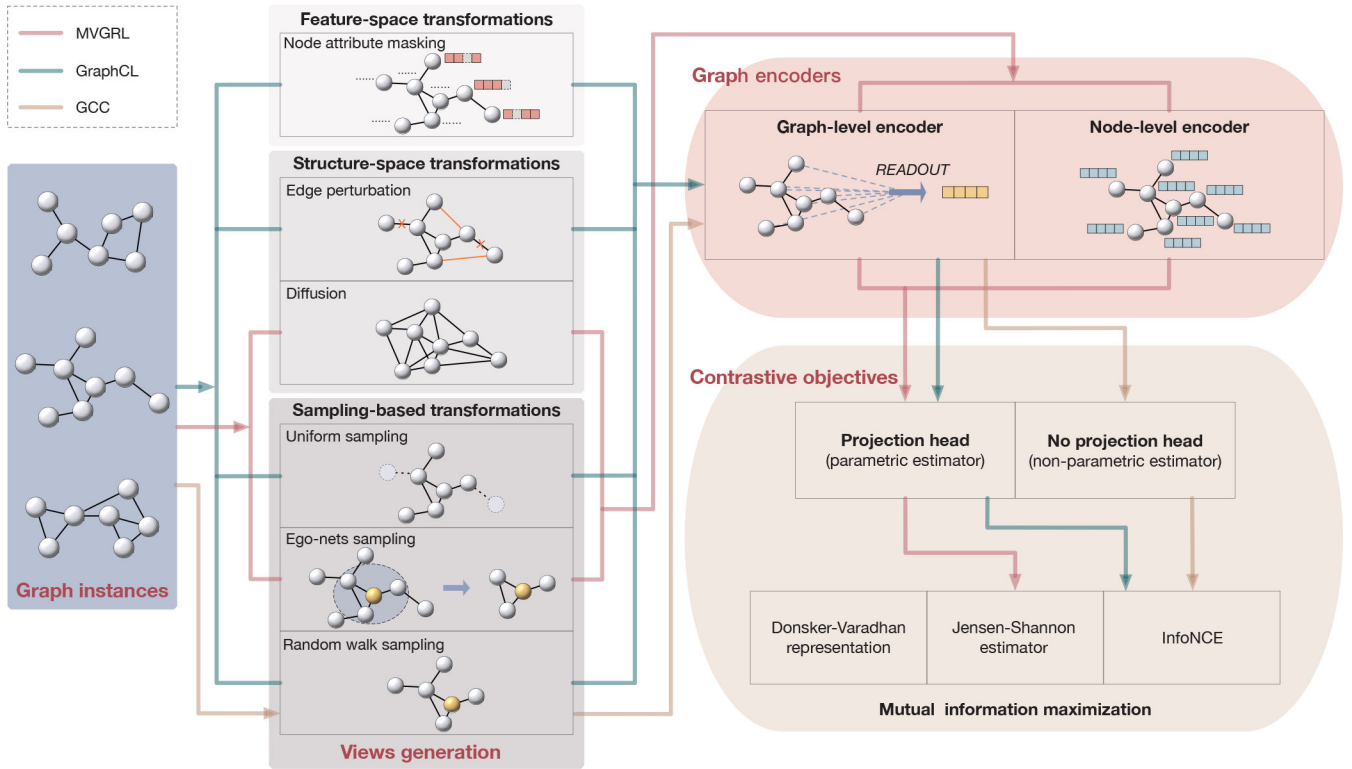 MVGRL
GraphCL
GCC
Graph instances
Feature-space transformations
Node attribute masking
Structure-space transformations
Edge perturbation
Diffusion
Sampling-based transformations
Uniform sampling
Ego-nets sampling
Random walk sampling
Views generation
Graph encoders
Graph-level encoder
READOUT
Node-level encoder
Contrastive objectives
Projection head
(parametric estimator)
No projection head
(non-parametric estimator)
Donsker-Varadhan
representation
Jensen-Shannon
estimator
InfoNCE
Mutual information maximization